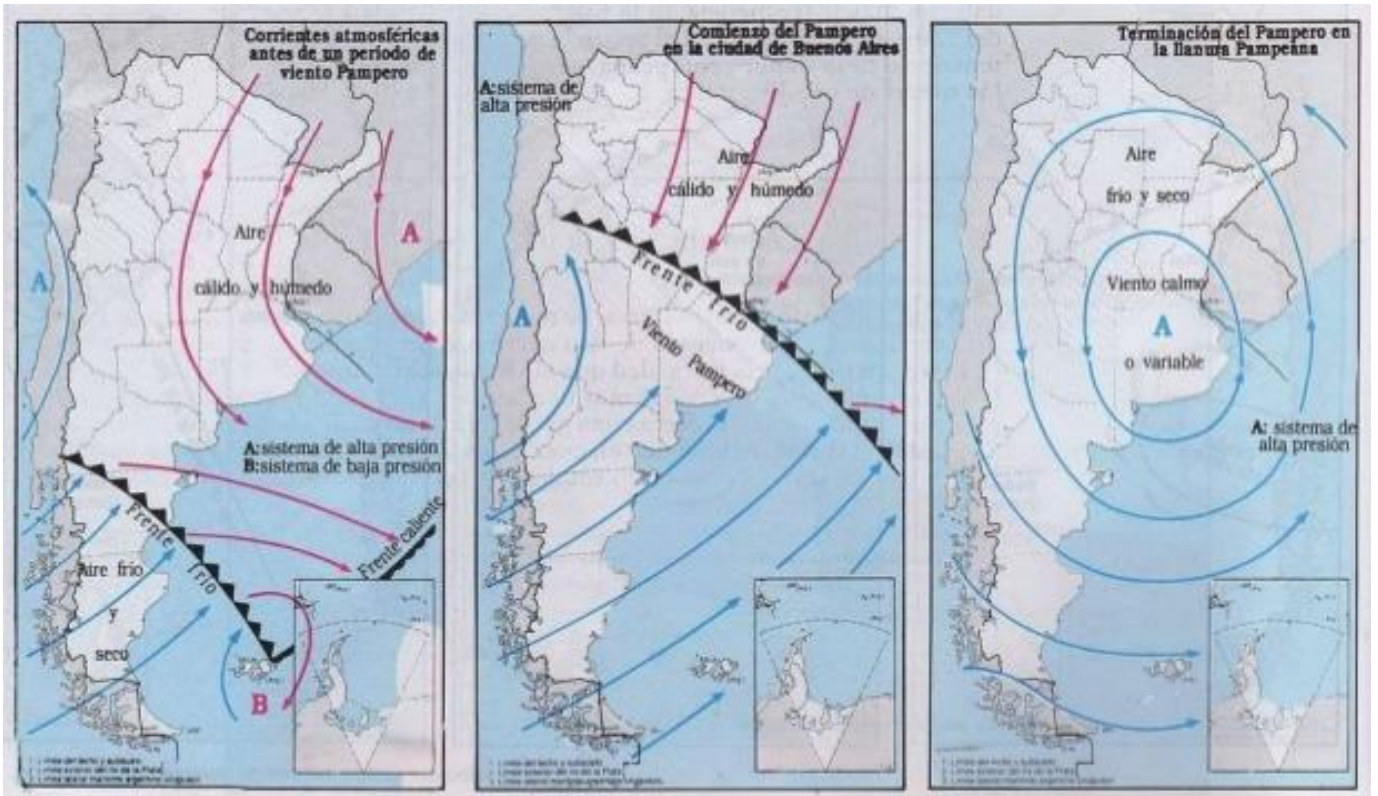 Corrientes atmosféricas
antes de un periodo de
viento Pampero
A
A
Aire
cálido y húmedo
A:sistema de alta presión
B:sistema de baja presión
Frente caliente
Frente frío
Aire frío
y
seco
B
Comienzo del Pampero
en la ciudad de Buenos Aires
A:sistema de
alta presión
Aire
cálido y húmedo
Frente frío
A
Viento Pampero
Terminación del Pampero en
la llanura Pampeana
Aire
frío y seco
Viento calmo
A
o variable
A: sistema de
alta presión